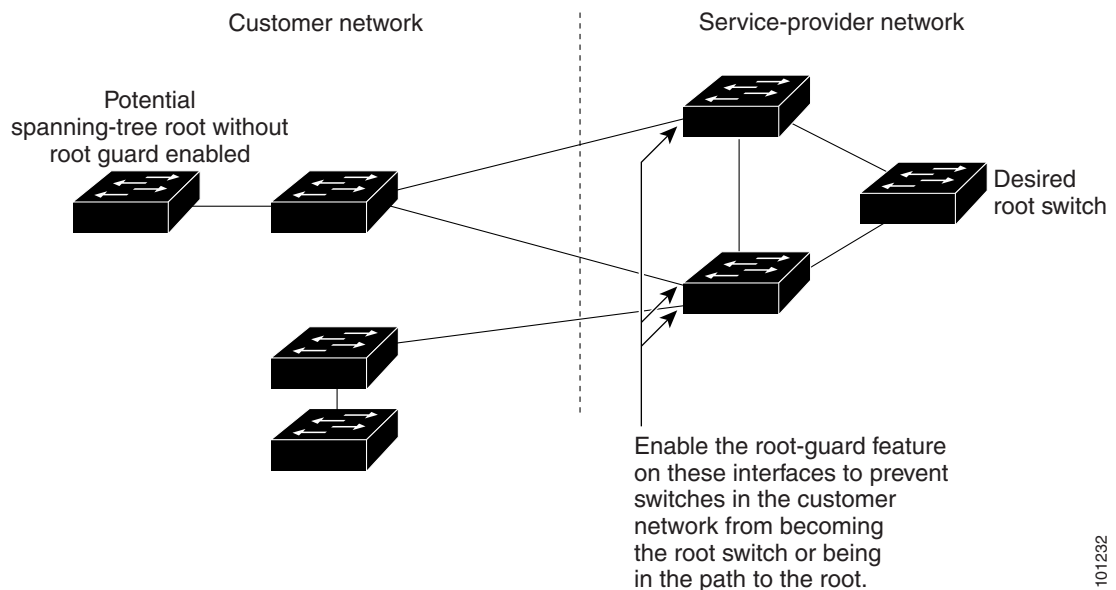 Customer network
Service-provider network
Potential
spanning-tree root without
root guard enabled
Desired
root switch
Enable the root-guard feature
on these interfaces to prevent
switches in the customer
network from becoming
the root switch or being
in the path to the root.
101232